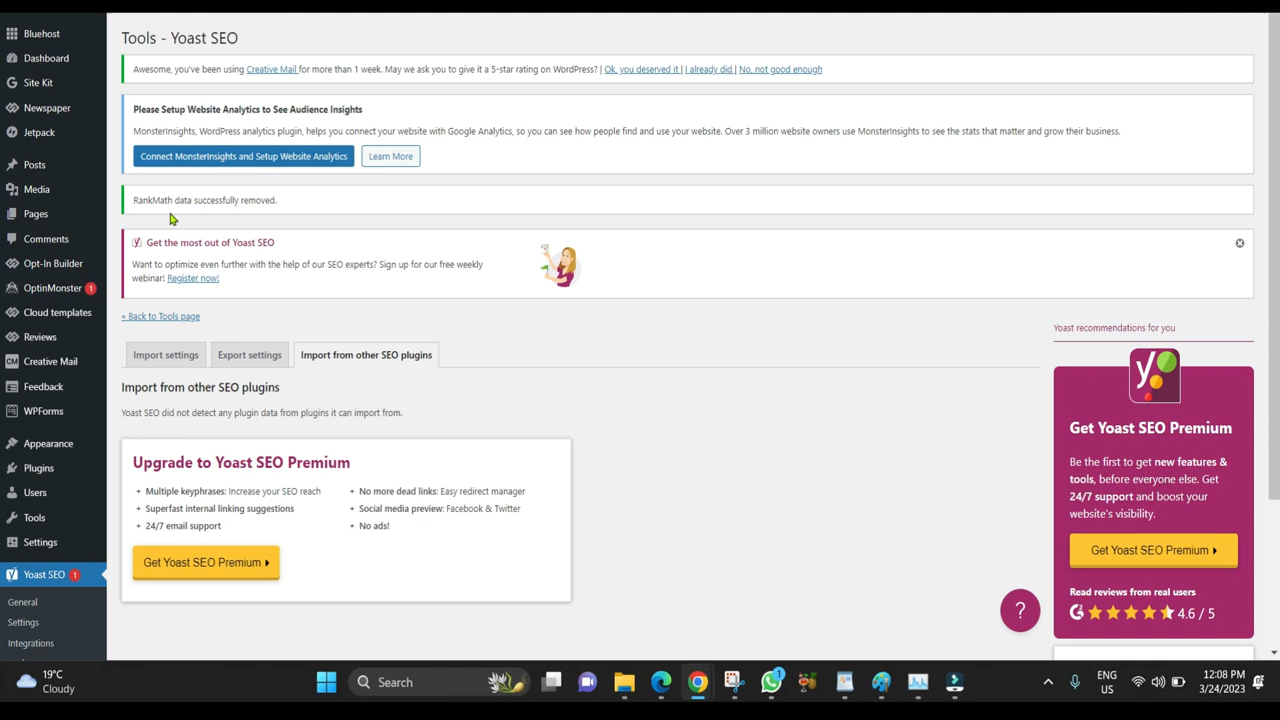 Bluehost
Dashboard
Site Kit
Newspaper
Jetpack
Posts
Media
Pages
Comments
Opt-In Builder
OptinMonster 1
Cloud templates
Reviews
CM Creative Mail
Feedback
WPForms
Appearance
Plugins
Users
Tools
Settings
Yoast SEO 1
General
Settings
Integrations
Tools - Yoast SEO
Awesome, you've been using Creative Mail for more than 1 week. May we ask you to give it a 5-star rating on WordPress? | Ok, you deserved it | I already did | No, not good enough
Please Setup Website Analytics to See Audience Insights
MonsterInsights, WordPress analytics plugin, helps you connect your website with Google Analytics, so you can see how people find and use your website. Over 3 million website owners use MonsterInsights to see the stats that matter and grow their business.
Connect MonsterInsights and Setup Website Analytics
Learn More
RankMath data successfully removed.
Get the most out of Yoast SEO
Want to optimize even further with the help of our SEO experts? Sign up for our free weekly
webinar! Register now!
« Back to Tools page
Import settings
Export settings
Import from other SEO plugins
Import from other SEO plugins
Yoast SEO did not detect any plugin data from plugins it can import from.
Upgrade to Yoast SEO Premium
+ Multiple keyphrases: Increase your SEO reach
+ Superfast internal linking suggestions
+ 24/7 email support
+ No more dead links: Easy redirect manager
+ Social media preview: Facebook & Twitter
+ No ads!
Get Yoast SEO Premium
Yoast recommendations for you
y
Get Yoast SEO Premium
Be the first to get new features &
tools, before everyone else. Get
24/7 support and boost your
website's visibility.
Get Yoast SEO Premium
Read reviews from real users
4.6 / 5
?
19°C
Cloudy
Search
1
ENG
US
12:08 PM
3/24/2023